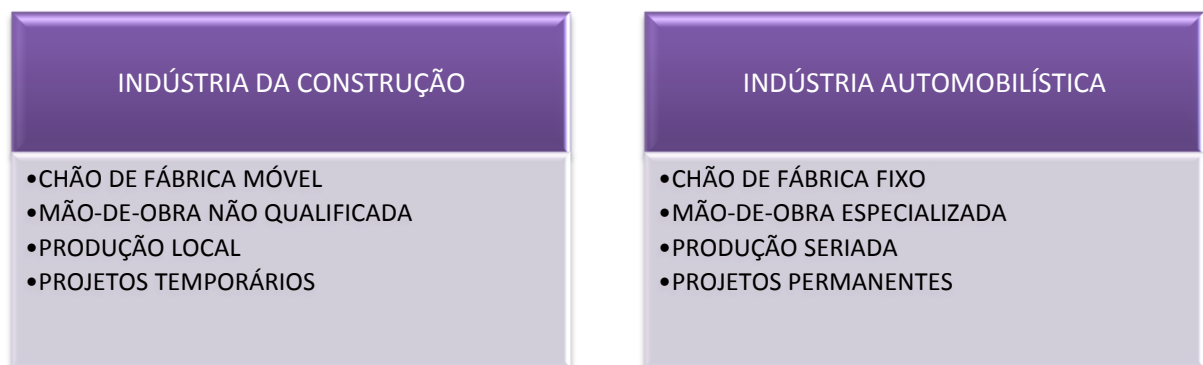 INDÚSTRIA DA CONSTRUÇÃO
•CHÃO DE FÁBRICA MÓVEL
•MÃO-DE-OBRA NÃO QUALIFICADA
•PRODUÇÃO LOCAL
•PROJETOS TEMPORÁRIOS
INDÚSTRIA AUTOMOBILÍSTICA
•CHÃO DE FÁBRICA FIXO
•MÃO-DE-OBRA ESPECIALIZADA
•PRODUÇÃO SERIADA
•PROJETOS PERMANENTES